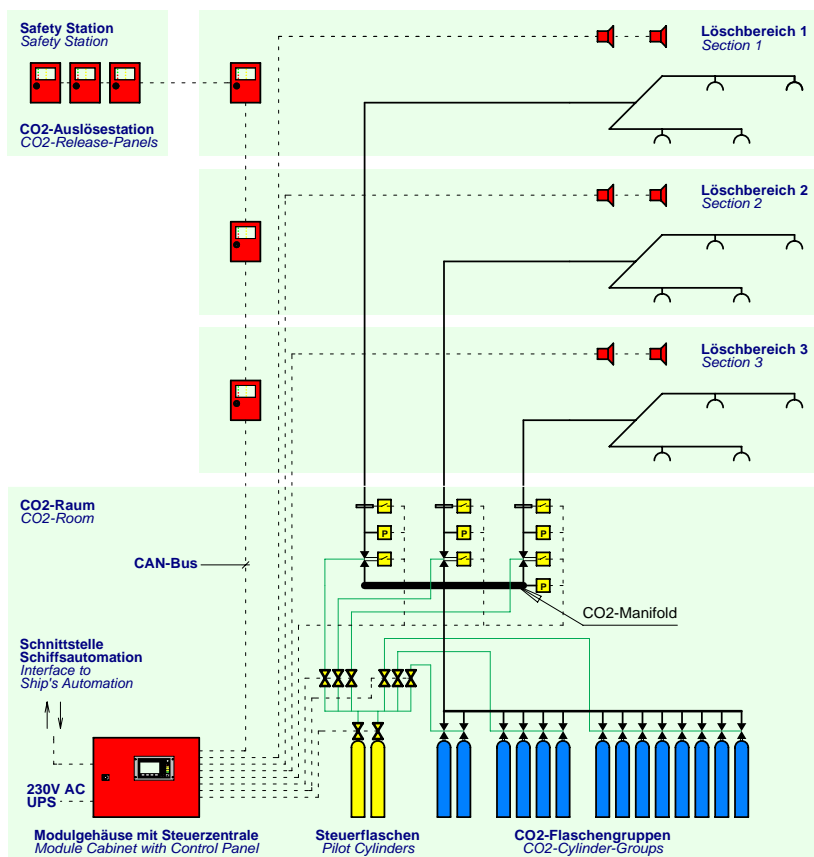 Safety Station
Safety Station
CO2-Auslösestation
CO2-Release-Panels
Löschbereich 1
Section 1
Löschbereich 2
Section 2
Löschbereich 3
Section 3
CO2-Raum
CO2-Room
P
P
P
CAN-Bus
P
CO2-Manifold
Schnittstelle
Schiffsautomation
Interface to
Ship's Automation
230V AC
UPS
Modulgehäuse mit Steuerzentrale
Module Cabinet with Control Panel
Steuerflaschen
Pilot Cylinders
CO2-Flaschengruppen
CO2-Cylinder-Groups